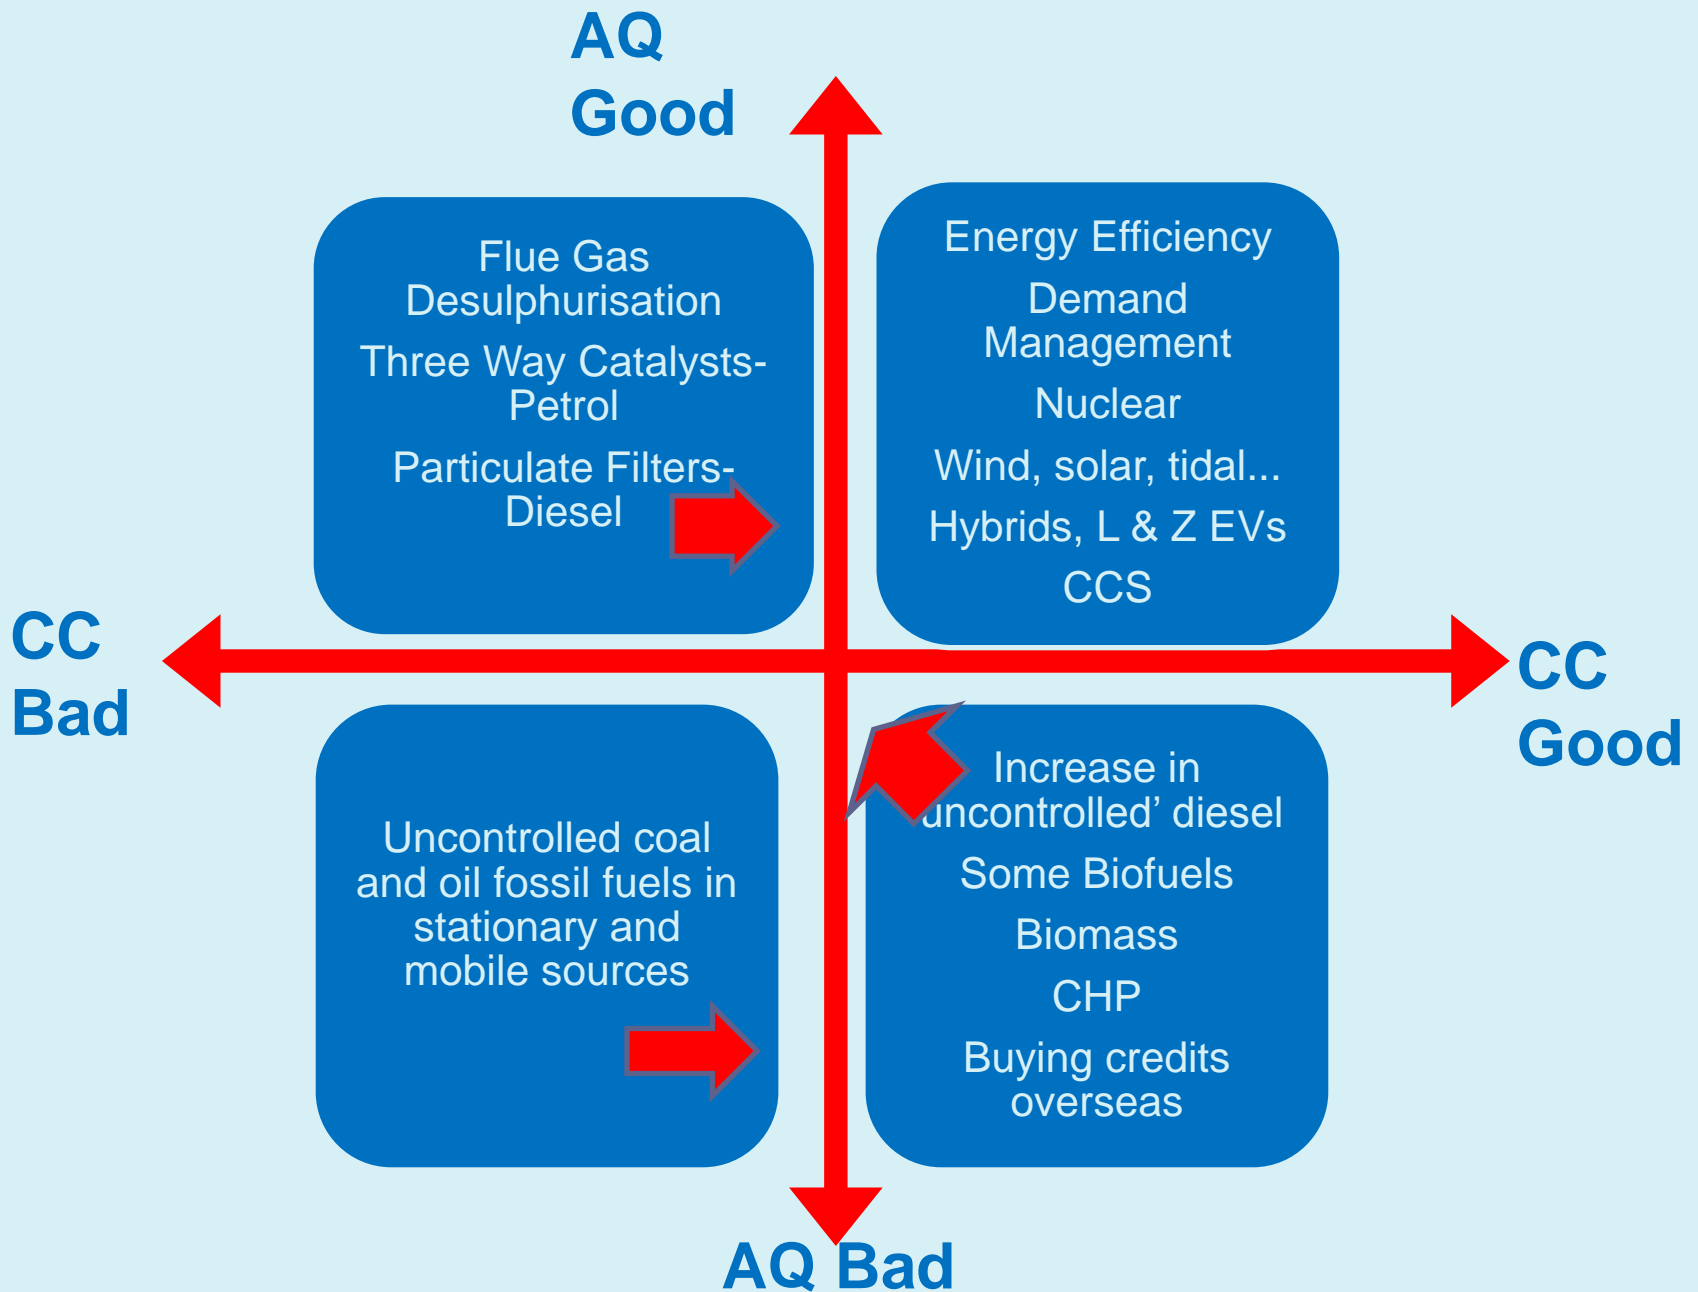 AQ
Good
Flue Gas
Desulphurisation
Three Way Catalysts-
Petrol
Particulate Filters-
Diesel
Energy Efficiency
Demand
Management
Nuclear
Wind, solar, tidal...
Hybrids, L & Z EVs
CCS
CC
Bad
CC
Good
Uncontrolled coal
and oil fossil fuels in
stationary and
mobile sources
Increase in
uncontrolled’ diesel
Some Biofuels
Biomass
CHP
Buying credits
overseas
AQ Bad